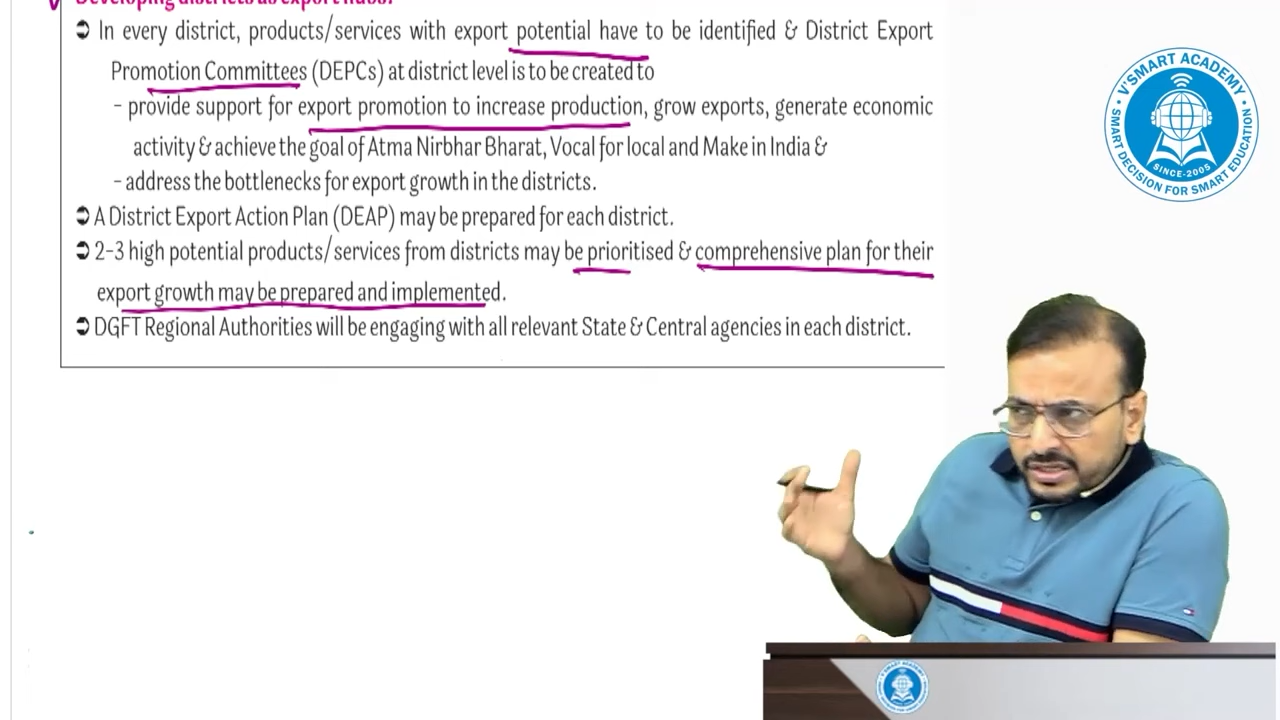 Developing districts as export hubs:
➲ In every district, products/services with export potential have to be identified & District Export
Promotion Committees (DEPCs) at district level is to be created to
- provide support for export promotion to increase production, grow exports, generate economic
activity & achieve the goal of Atma Nirbhar Bharat, Vocal for local and Make in India &
- address the bottlenecks for export growth in the districts.
➲ A District Export Action Plan (DEAP) may be prepared for each district.
➲ 2-3 high potential products/services from districts may be prioritised & comprehensive plan for their
export growth may be prepared and implemented.
➲ DGFT Regional Authorities will be engaging with all relevant State & Central agencies in each district.
V'SMART ACADEMY
SINCE-2005
SMART DECISION FOR SMART EDUCATION